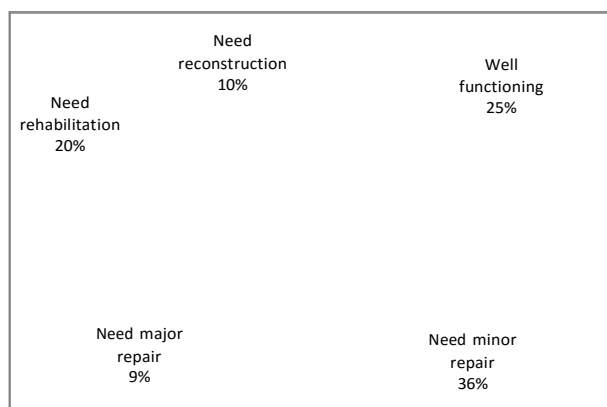 Need
reconstruction
10%
Well
functioning
25%
Need
rehabilitation
20%
Need major
repair
9%
Need minor
repair
36%